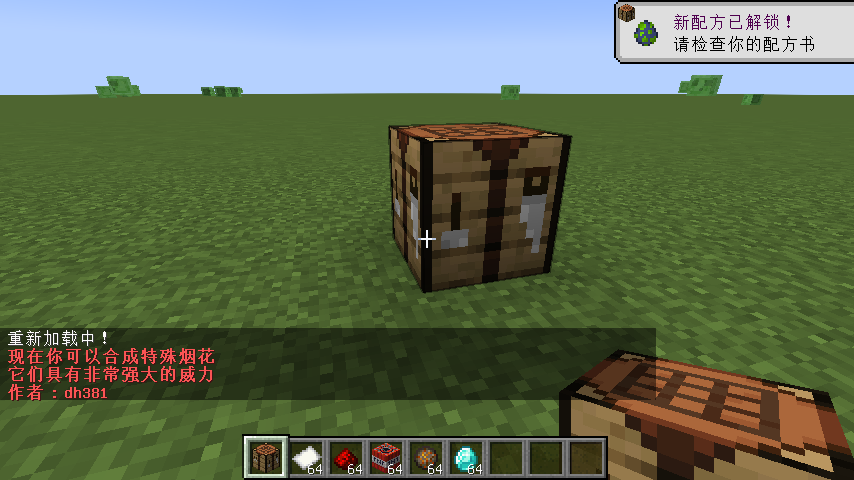 新配方已解锁！
请检查你的配方书
重新加载中！
现在你可以合成特殊烟花
它们具有非常强大的威力
作者：dh381
64 64 64 64 64